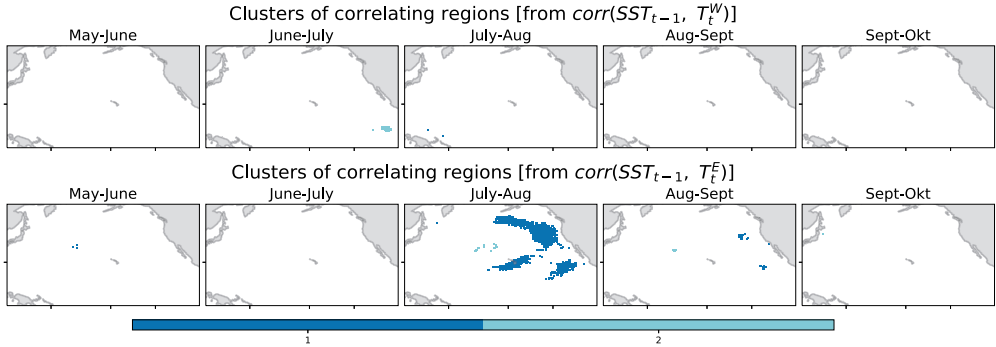 Clusters of correlating regions [from corr(SST_{t−1}, T_t^W)]
May-June June-July July-Aug Aug-Sept Sept-Okt
Clusters of correlating regions [from corr(SST_{t−1}, T_t^E)]
May-June June-July July-Aug Aug-Sept Sept-Okt
1 2